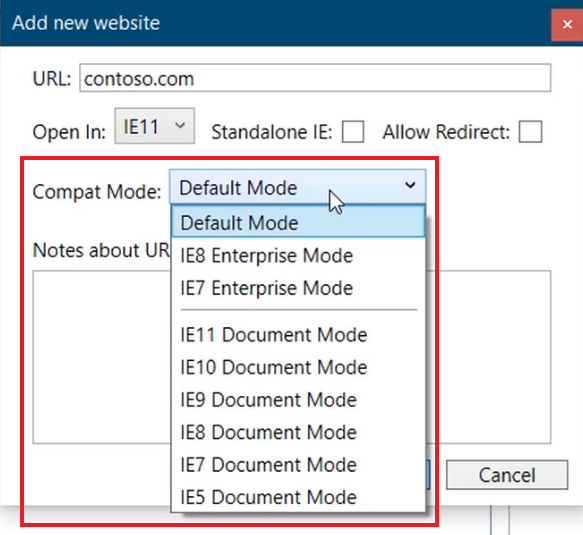 Add new website
URL: contoso.com
Open In: IE11 Standalone IE: Allow Redirect:
Compat Mode: Default Mode
Default Mode
Notes about UR
IE8 Enterprise Mode
IE7 Enterprise Mode
IE11 Document Mode
IE10 Document Mode
IE9 Document Mode
IE8 Document Mode
IE7 Document Mode
Cancel
IE5 Document Mode